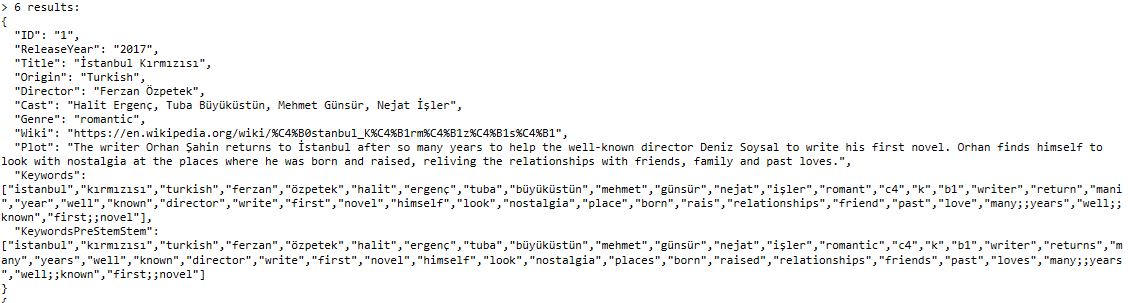 > 6 results:
{
  "ID": "1",
  "ReleaseYear": "2017",
  "Title": "İstanbul Kırmızısı",
  "Origin": "Turkish",
  "Director": "Ferzan Özpetek",
  "Cast": "Halit Ergenç, Tuba Büyüküstün, Mehmet Günsür, Nejat İşler",
  "Genre": "romantic",
  "Wiki": "https://en.wikipedia.org/wiki/%C4%B0stanbul_K%C4%B1rm%C4%B1z%C4%B1s%C4%B1",
  "Plot": "The writer Orhan Şahin returns to İstanbul after so many years to help the well-known director Deniz Soysal to write his first novel. Orhan finds himself to
look with nostalgia at the places where he was born and raised, reliving the relationships with friends, family and past loves.",
  "Keywords":
["istanbul","kırmızısı","turkish","ferzan","özpetek","halit","ergenç","tuba","büyüküstün","mehmet","günsür","nejat","işler","romant","c4","k","b1","writer","return","mani
","year","well","known","director","write","first","novel","himself","look","nostalgia","place","born","rais","relationships","friend","past","love","many;;years","well;;
known","first;;novel"],
  "KeywordsPreStemStem":
["istanbul","kırmızısı","turkish","ferzan","özpetek","halit","ergenç","tuba","büyüküstün","mehmet","günsür","nejat","işler","romantic","c4","k","b1","writer","returns","m
any","years","well","known","director","write","first","novel","himself","look","nostalgia","places","born","raised","relationships","friends","past","loves","many;;years
","well;;known","first;;novel"]
}